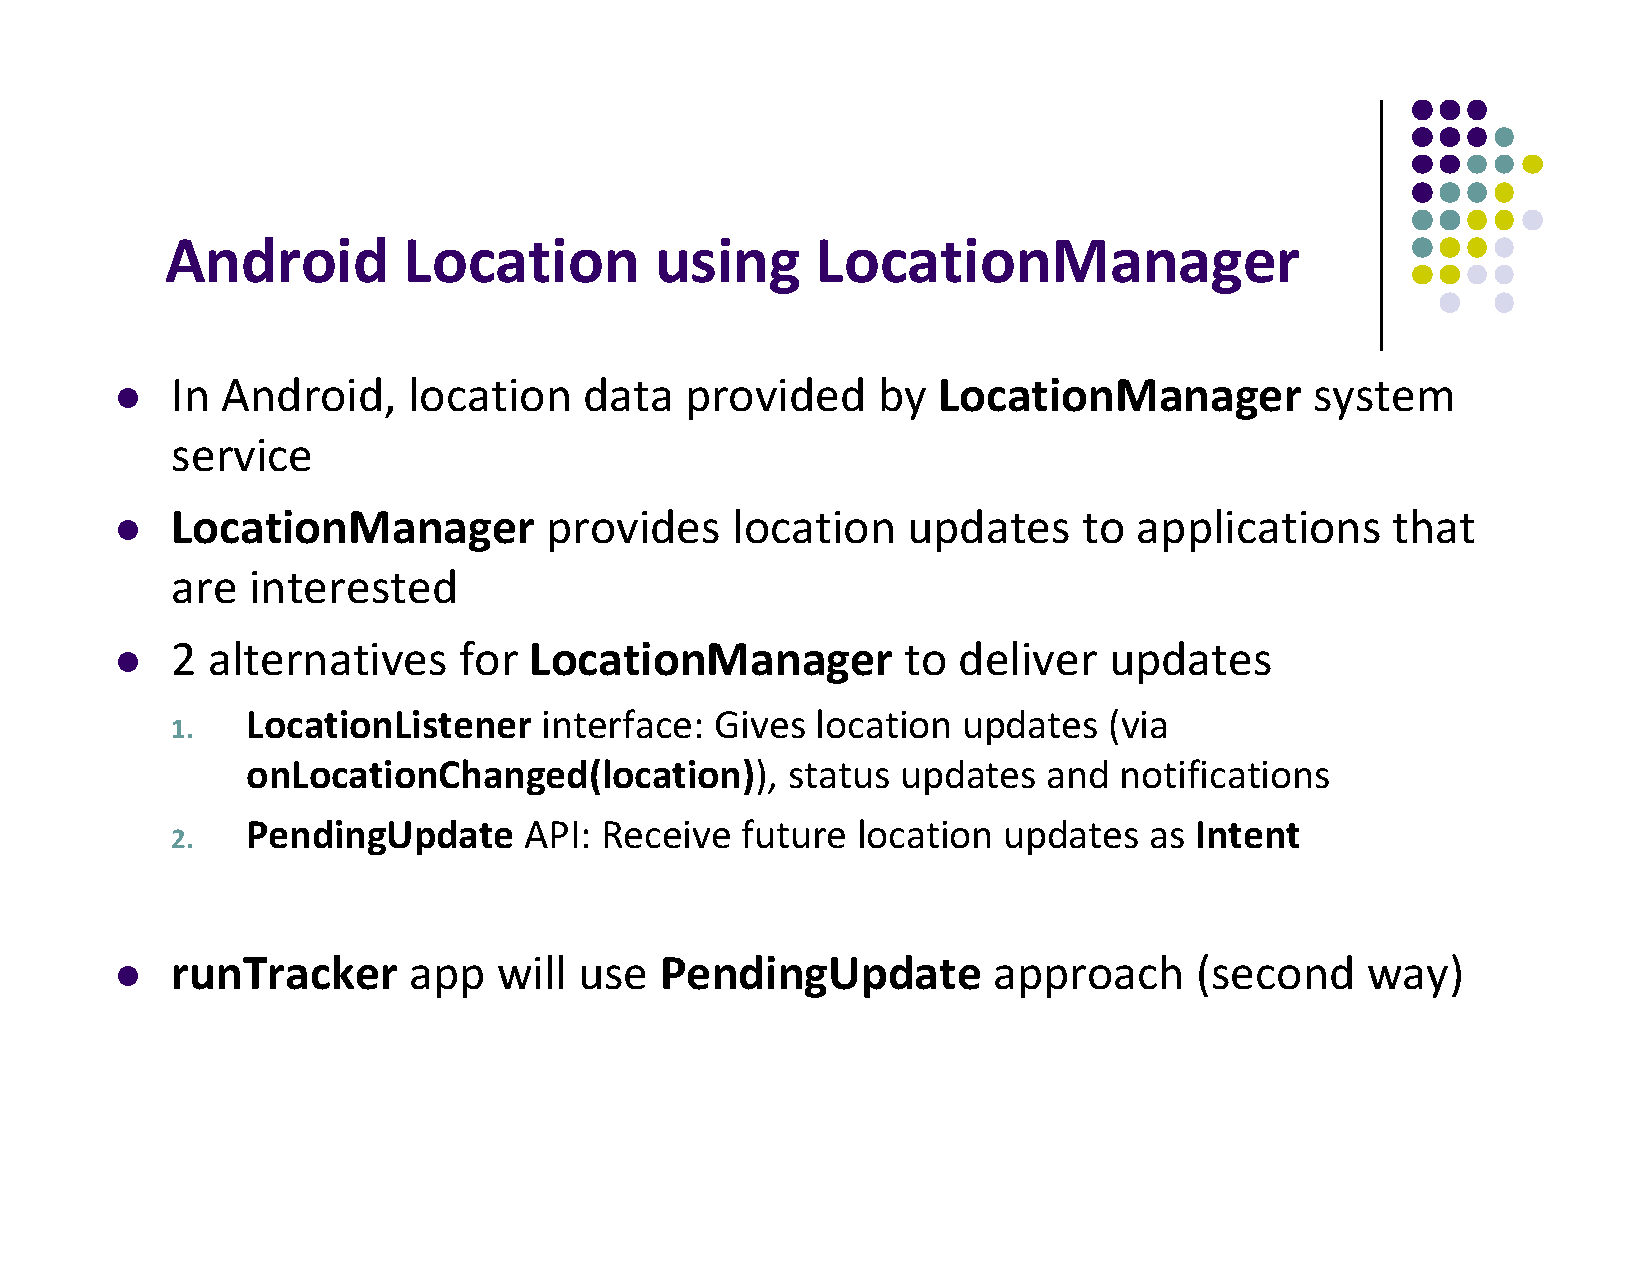 Android Location using LocationManager
In Android, location data provided by LocationManager system
service
LocationManager provides location updates to applications that
are interested
2 alternatives for LocationManager to deliver updates
1. LocationListener interface: Gives location updates (via
onLocationChanged(location)), status updates and notifications
2. PendingUpdate API: Receive future location updates as Intent
runTracker app will use PendingUpdate approach (second way)